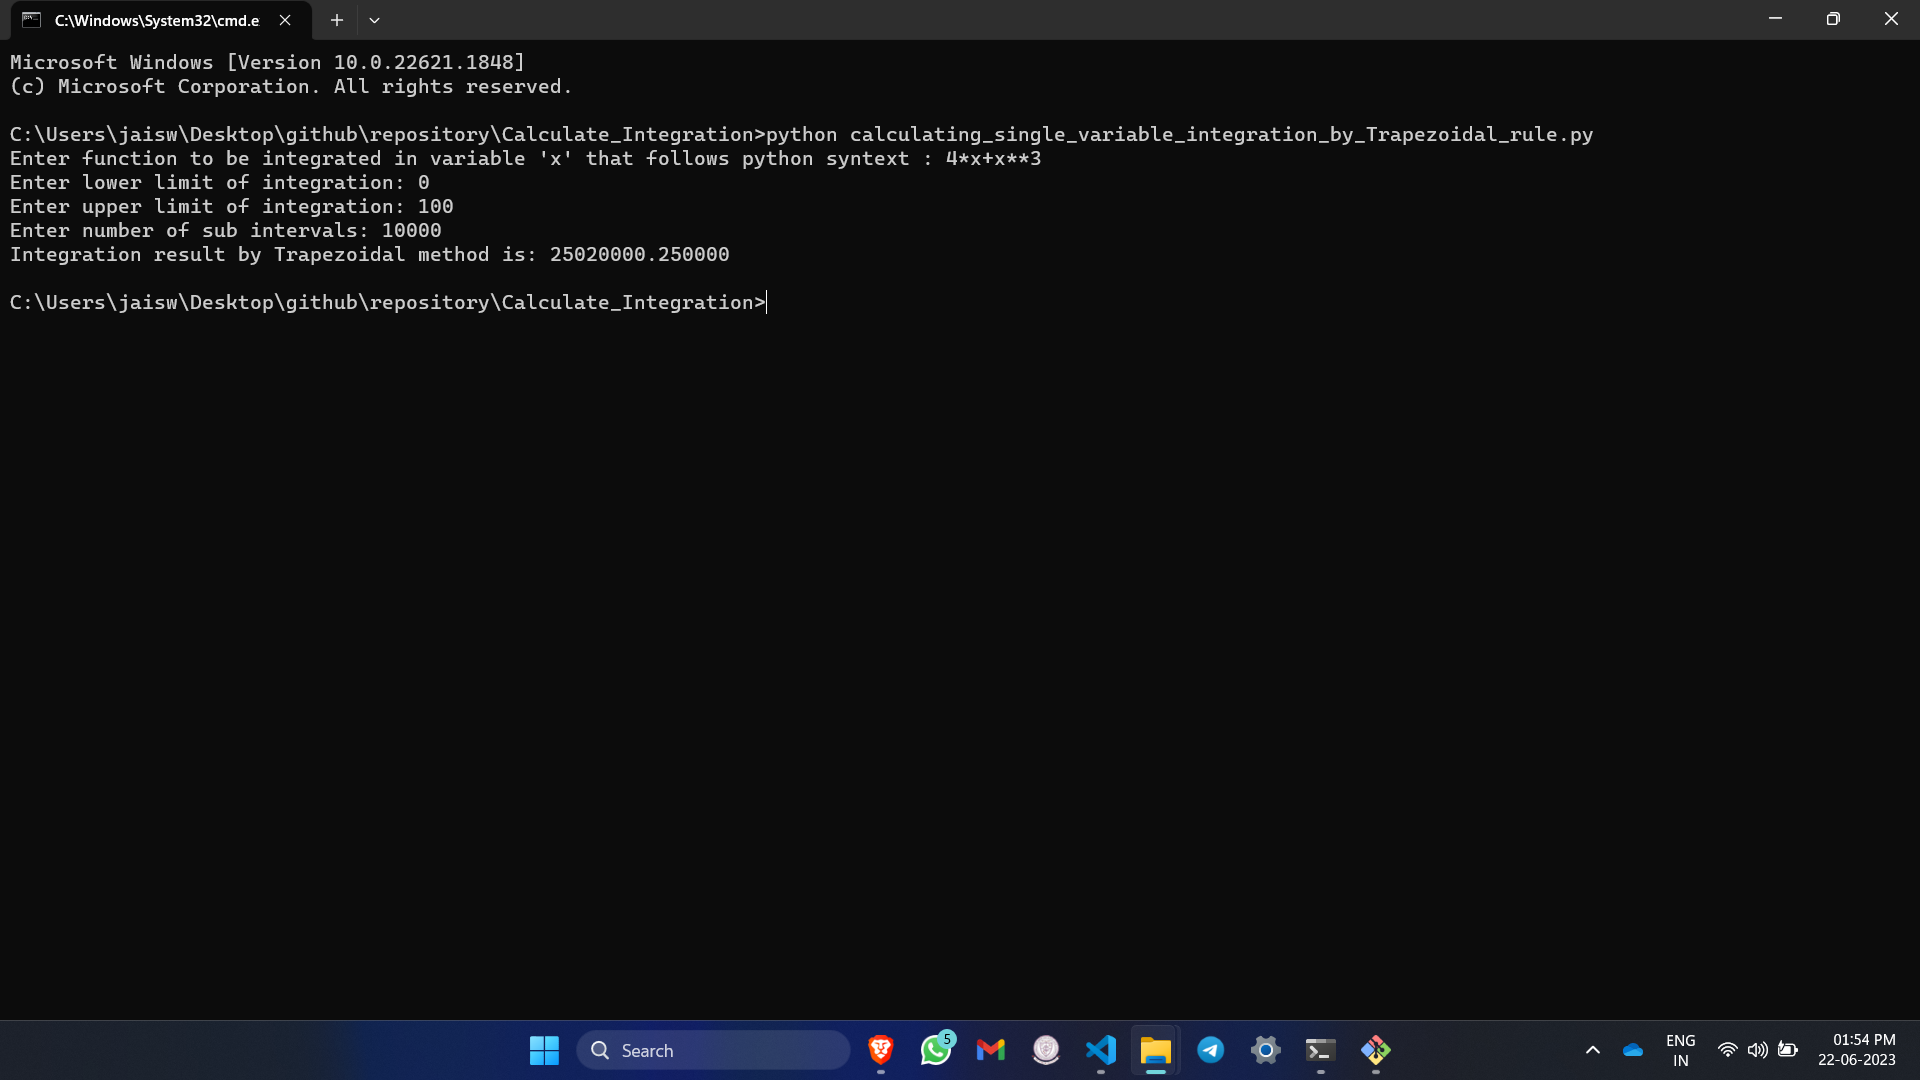 C:\Windows\System32\cmd.e
Microsoft Windows [Version 10.0.22621.1848]
(c) Microsoft Corporation. All rights reserved.
C:\Users\jaisw\Desktop\github\repository\Calculate_Integration>python calculating_single_variable_integration_by_Trapezoidal_rule.py
Enter function to be integrated in variable 'x' that follows python syntext : 4*x+x**3
Enter lower limit of integration: 0
Enter upper limit of integration: 100
Enter number of sub intervals: 10000
Integration result by Trapezoidal method is: 25020000.250000
C:\Users\jaisw\Desktop\github\repository\Calculate_Integration>
Search
5
ENG
IN
01:54 PM
22-06-2023